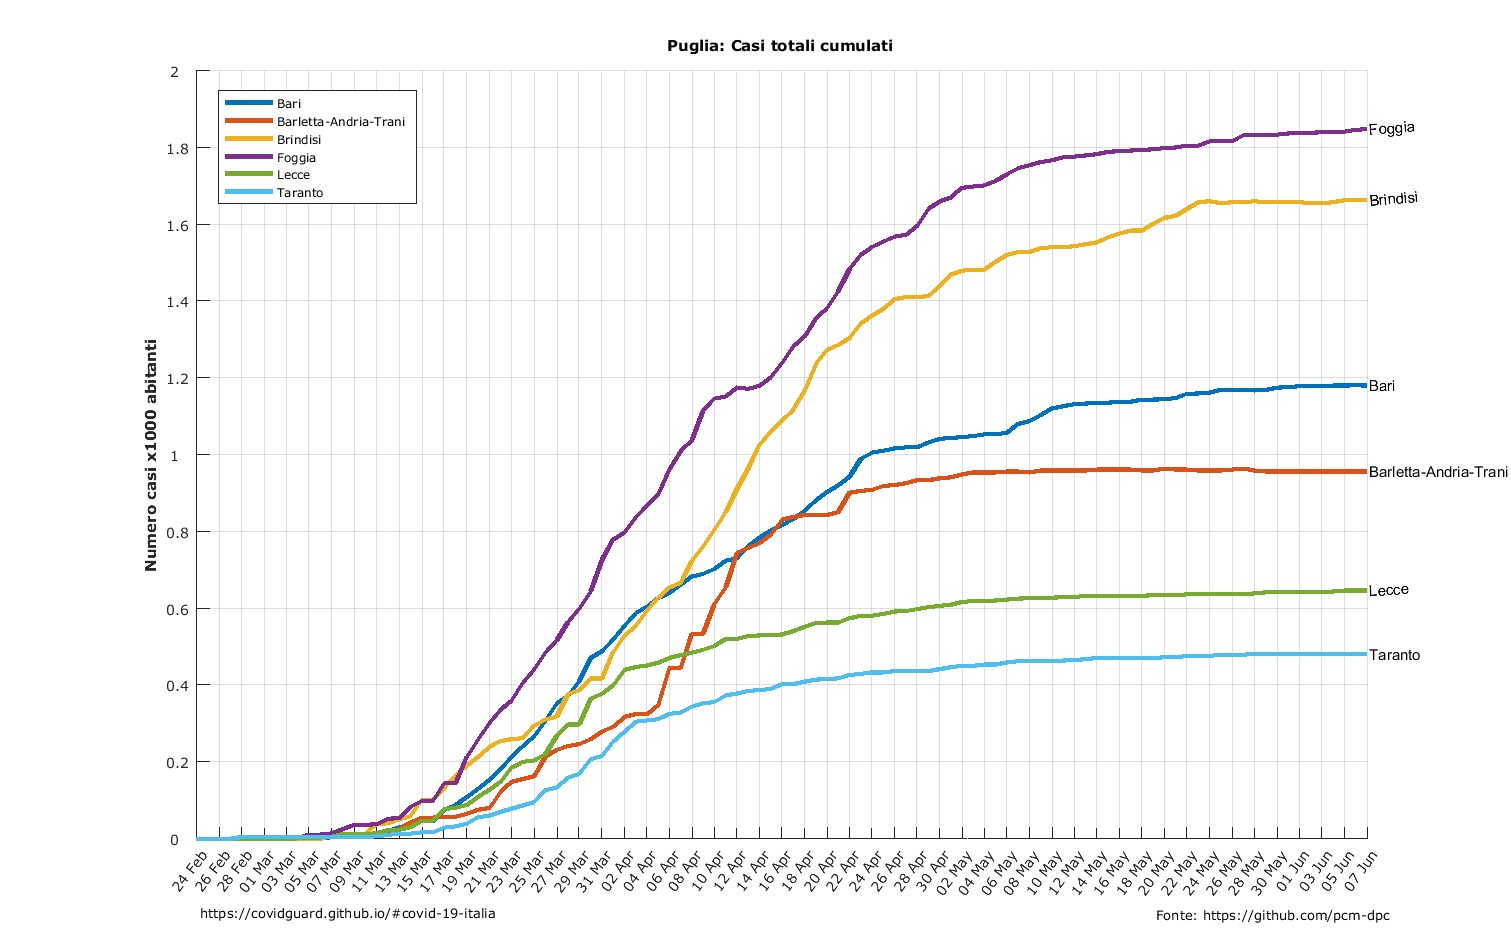 Puglia: Casi totali cumulati
2
1.8
1.6
1.4
1.2
1
0.8
0.6
0.4
0.2
0
Numero casi x1000 abitanti
Bari
Barletta-Andria-Trani
Brindisi
Foggia
Lecce
Taranto
Foggia
Brindisi
Bari
Barletta-Andria-Trani
Lecce
Taranto
24 Feb
26 Feb
28 Feb
01 Mar
03 Mar
05 Mar
07 Mar
09 Mar
11 Mar
13 Mar
15 Mar
17 Mar
19 Mar
21 Mar
23 Mar
25 Mar
27 Mar
29 Mar
31 Mar
02 Apr
04 Apr
06 Apr
08 Apr
10 Apr
12 Apr
14 Apr
16 Apr
18 Apr
20 Apr
22 Apr
24 Apr
26 Apr
28 Apr
30 Apr
02 May
04 May
06 May
08 May
10 May
12 May
14 May
16 May
18 May
20 May
22 May
24 May
26 May
28 May
30 May
01 Jun
03 Jun
05 Jun
07 Jun
https://covidguard.github.io/#covid-19-italia
Fonte: https://github.com/pcm-dpc